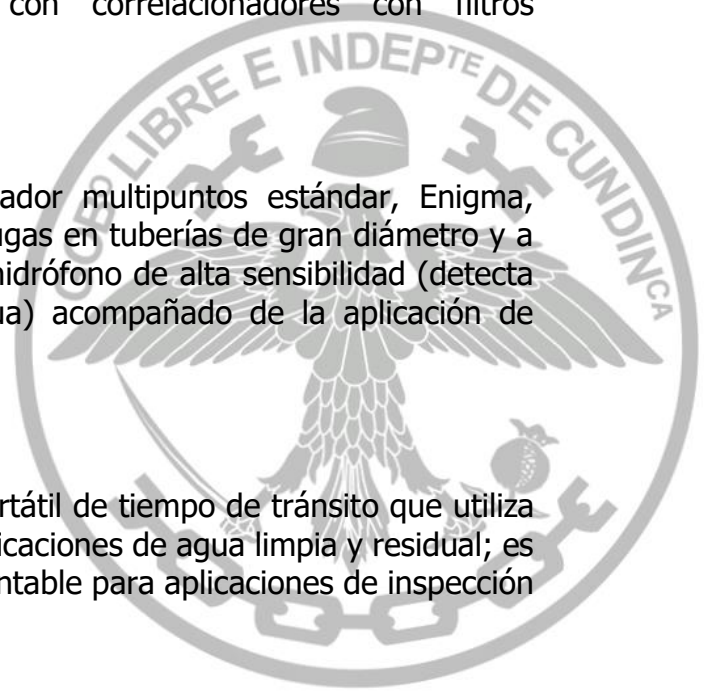 con correlacionadores con filtros
GOBº LIBRE E INDEPTE DE CUNDINCA
ador multipuntos estándar, Enigma,
ugas en tuberías de gran diámetro y a
hidrófono de alta sensibilidad (detecta
ua) acompañado de la aplicación de
rtátil de tiempo de tránsito que utiliza
icaciones de agua limpia y residual; es
ntable para aplicaciones de inspección